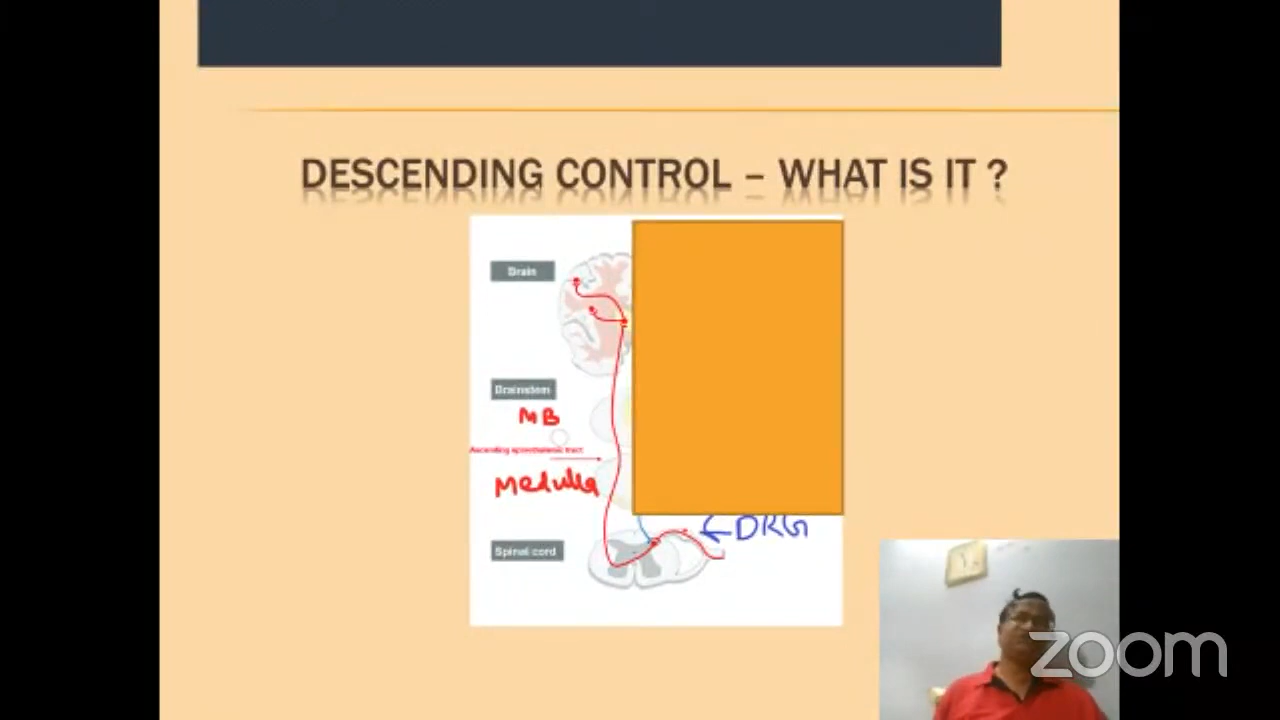 DESCENDING CONTROL – WHAT IS IT ?
Brain
Brainstem
MB
Ascending spinothalamic tract
Medulla
←DRG
Spinal cord
zoom